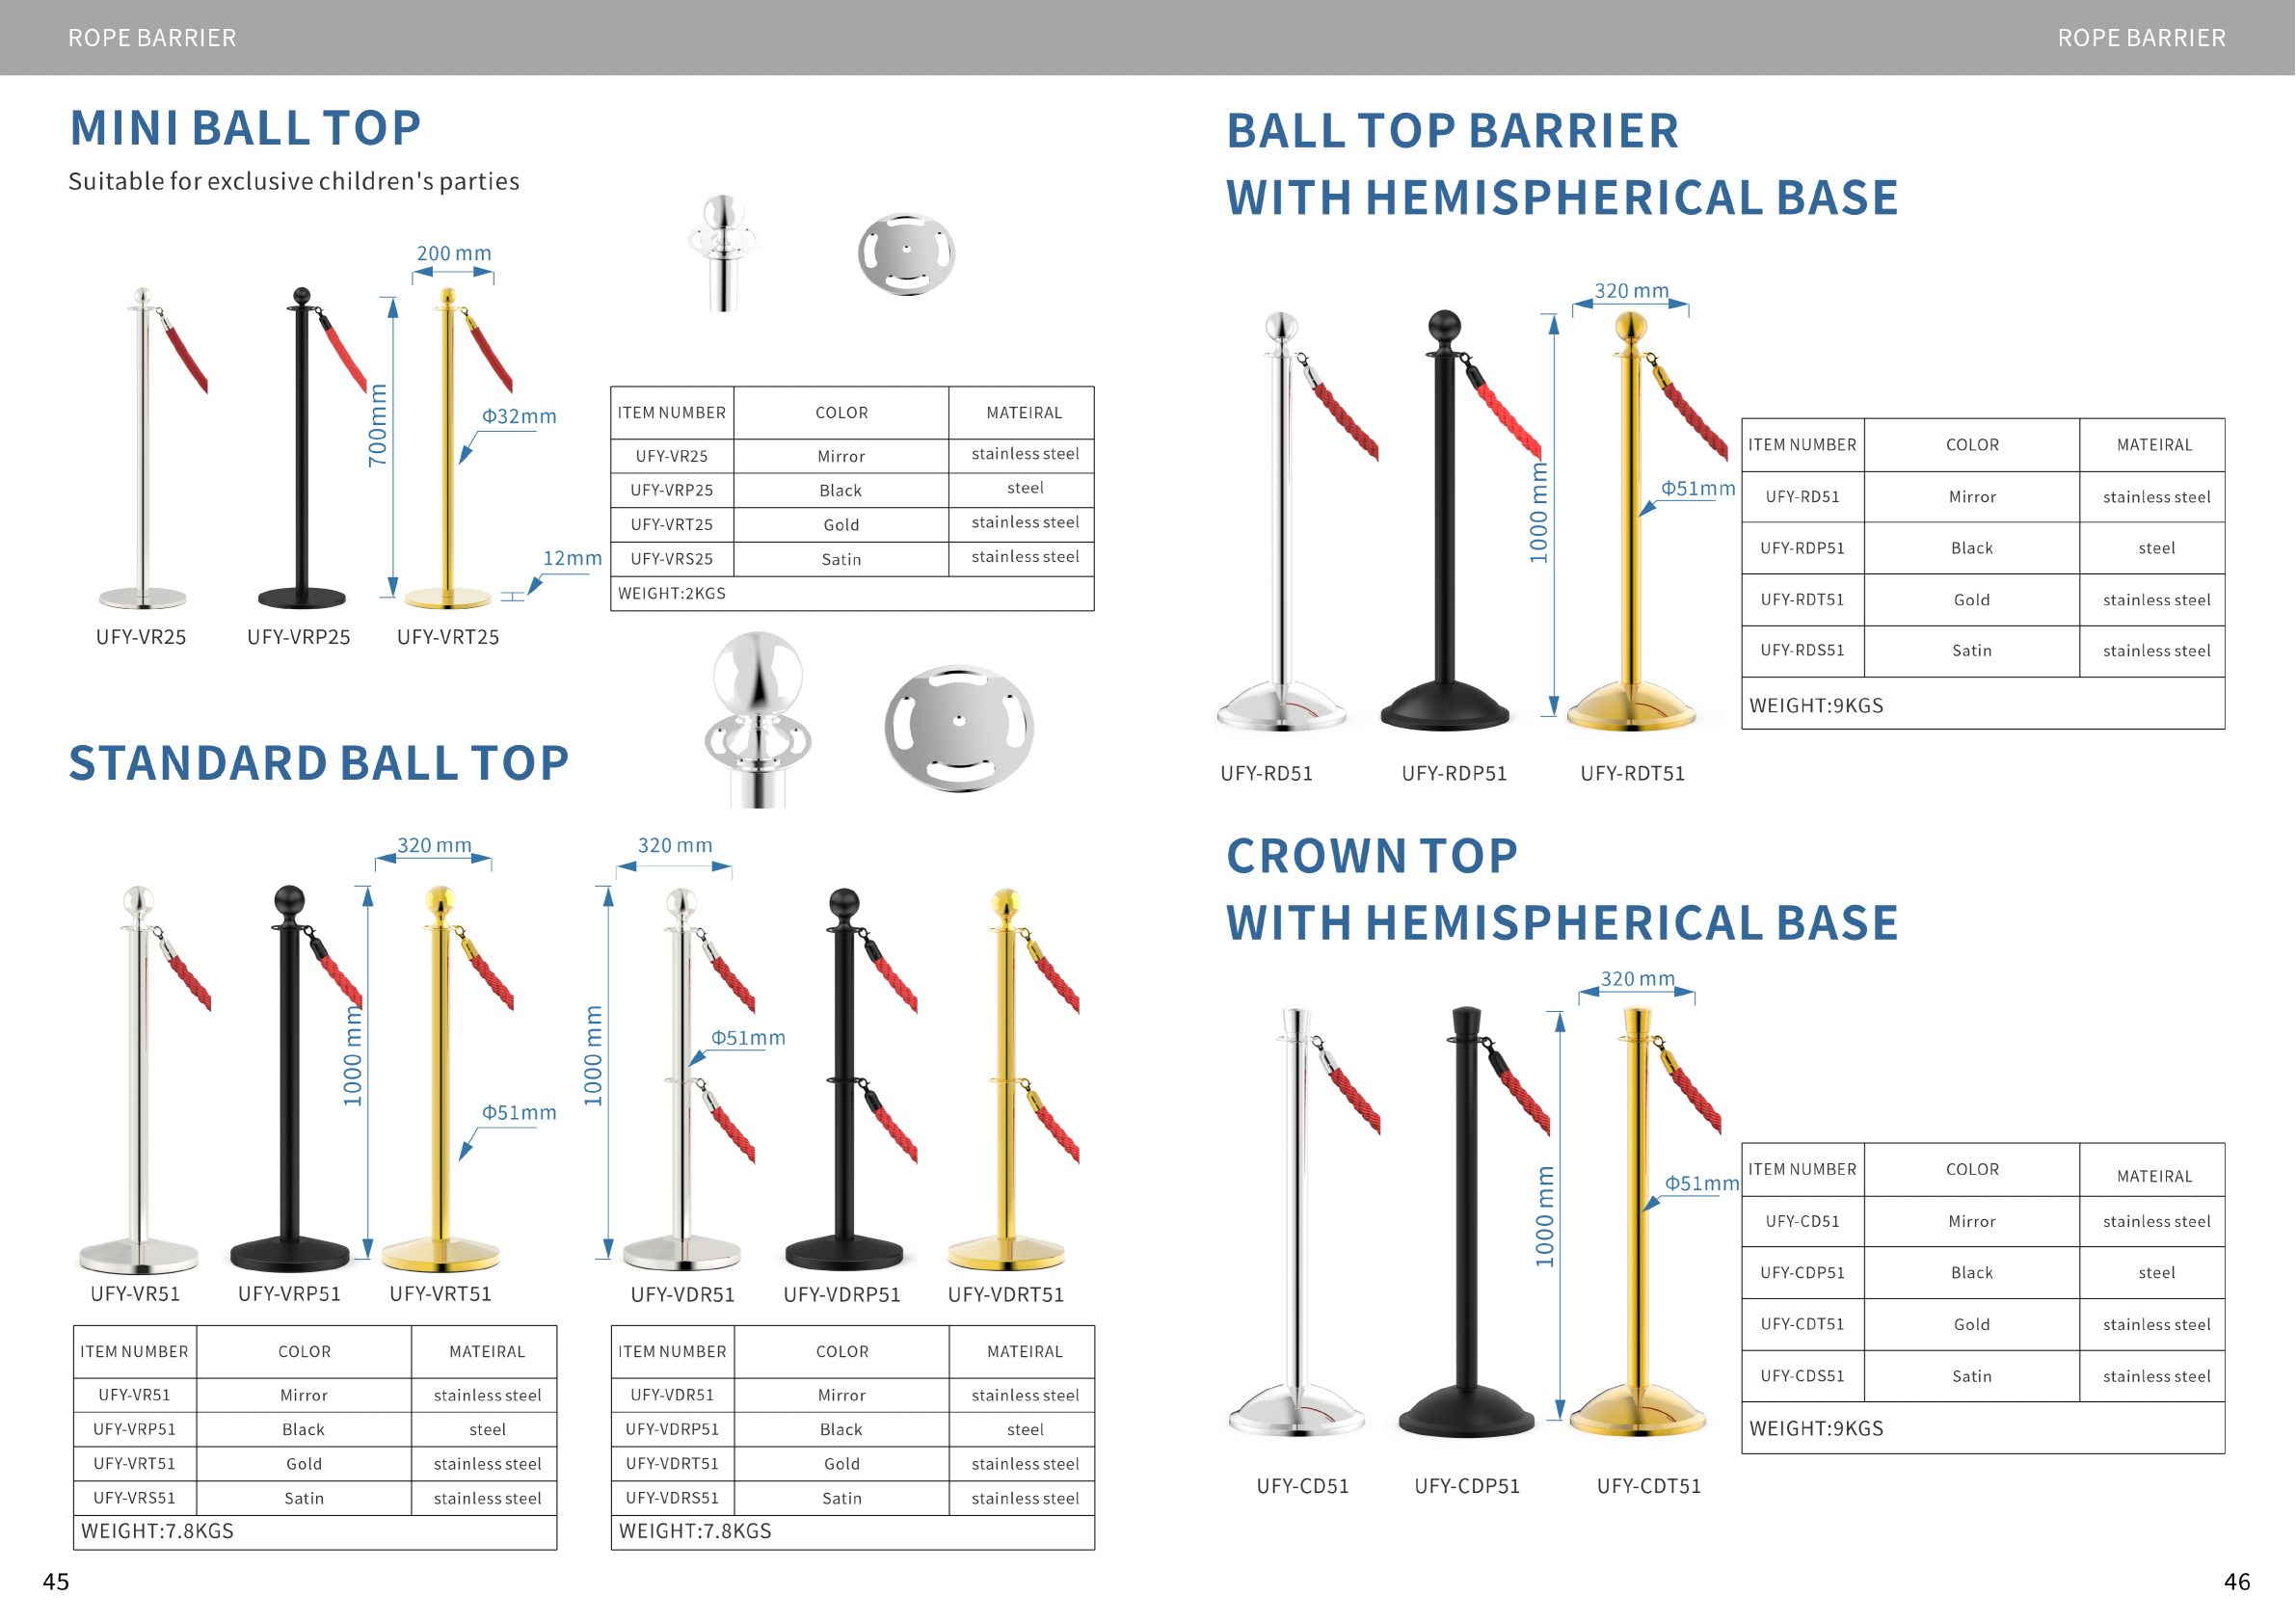 ROPE BARRIER
ROPE BARRIER
MINI BALL TOP
Suitable for exclusive children's parties
200 mm
700mm
Φ32mm
12mm
UFY-VR25 UFY-VRP25 UFY-VRT25
ITEM NUMBER COLOR MATEIRAL
UFY-VR25 Mirror stainless steel
UFY-VRP25 Black steel
UFY-VRT25 Gold stainless steel
UFY-VRS25 Satin stainless steel
WEIGHT:2KGS
STANDARD BALL TOP
320 mm
1000 mm
Φ51mm
UFY-VR51 UFY-VRP51 UFY-VRT51
320 mm
1000 mm
Φ51mm
UFY-VDR51 UFY-VDRP51 UFY-VDRT51
ITEM NUMBER COLOR MATEIRAL
UFY-VR51 Mirror stainless steel
UFY-VRP51 Black steel
UFY-VRT51 Gold stainless steel
UFY-VRS51 Satin stainless steel
WEIGHT:7.8KGS
ITEM NUMBER COLOR MATEIRAL
UFY-VDR51 Mirror stainless steel
UFY-VDRP51 Black steel
UFY-VDRT51 Gold stainless steel
UFY-VDRS51 Satin stainless steel
WEIGHT:7.8KGS
45
BALL TOP BARRIER
WITH HEMISPHERICAL BASE
320 mm
1000 mm
Φ51mm
UFY-RD51 UFY-RDP51 UFY-RDT51
ITEM NUMBER COLOR MATEIRAL
UFY-RD51 Mirror stainless steel
UFY-RDP51 Black steel
UFY-RDT51 Gold stainless steel
UFY-RDS51 Satin stainless steel
WEIGHT:9KGS
CROWN TOP
WITH HEMISPHERICAL BASE
320 mm
1000 mm
Φ51mm
UFY-CD51 UFY-CDP51 UFY-CDT51
ITEM NUMBER COLOR MATEIRAL
UFY-CD51 Mirror stainless steel
UFY-CDP51 Black steel
UFY-CDT51 Gold stainless steel
UFY-CDS51 Satin stainless steel
WEIGHT:9KGS
46